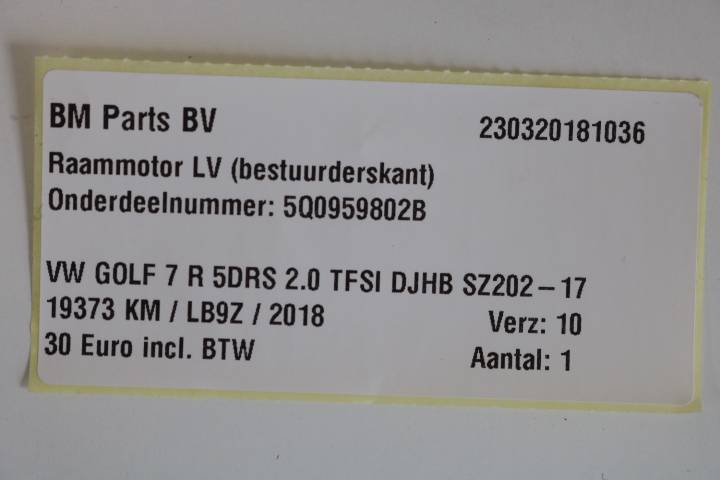 BM Parts BV 230320181036
Raammotor LV (bestuurderskant)
Onderdeelnummer: 5Q0959802B
VW GOLF 7 R 5DRS 2.0 TFSI DJHB SZ202-17
19373 KM / LB9Z / 2018 Verz: 10
30 Euro incl. BTW Aantal: 1